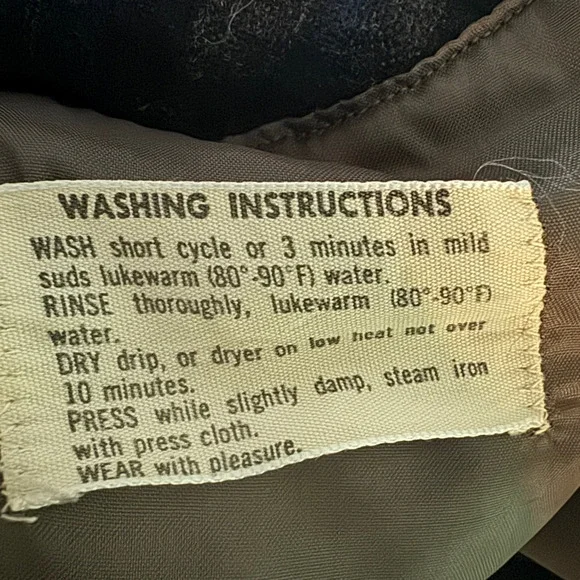 WASHING INSTRUCTIONS
WASH short cycle or 3 minutes in mild
suds lukewarm (80°-90°F) water.
RINSE thoroughly, lukewarm (80°-90°F)
water.
DRY drip, or dryer on low heat not over
10 minutes.
PRESS while slightly damp, steam iron
with press cloth.
WEAR with pleasure.